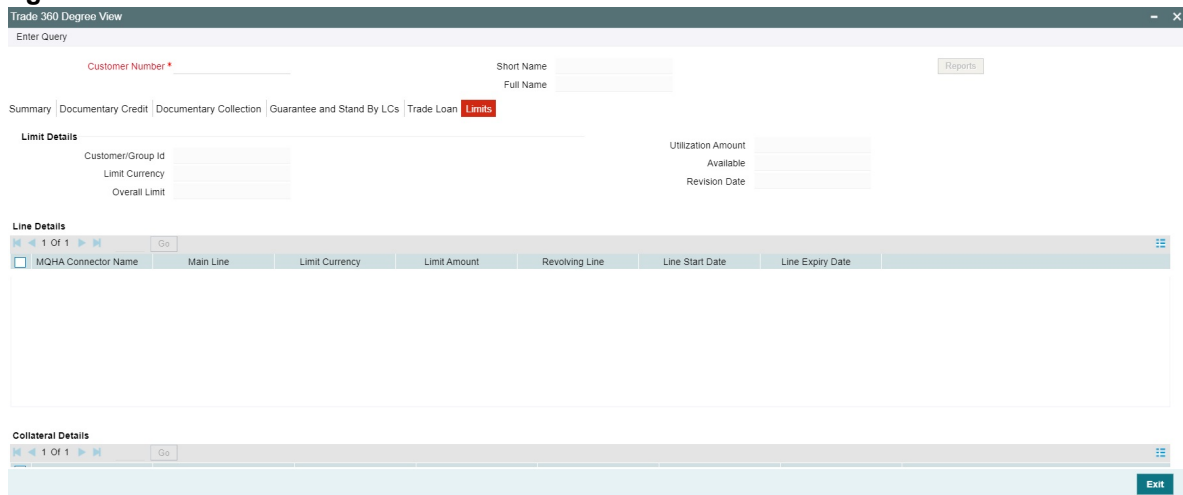 Trade 360 Degree View
Enter Query
Customer Number *
Short Name
Reports
Full Name
Summary Documentary Credit Documentary Collection Guarantee and Stand By LCs Trade Loan Limits
Limit Details
Customer/Group Id
Limit Currency
Overall Limit
Utilization Amount
Available
Revision Date
Line Details
1 Of 1 Go
MQHA Connector Name Main Line Limit Currency Limit Amount Revolving Line Line Start Date Line Expiry Date
Collateral Details
1 Of 1 Go
Exit